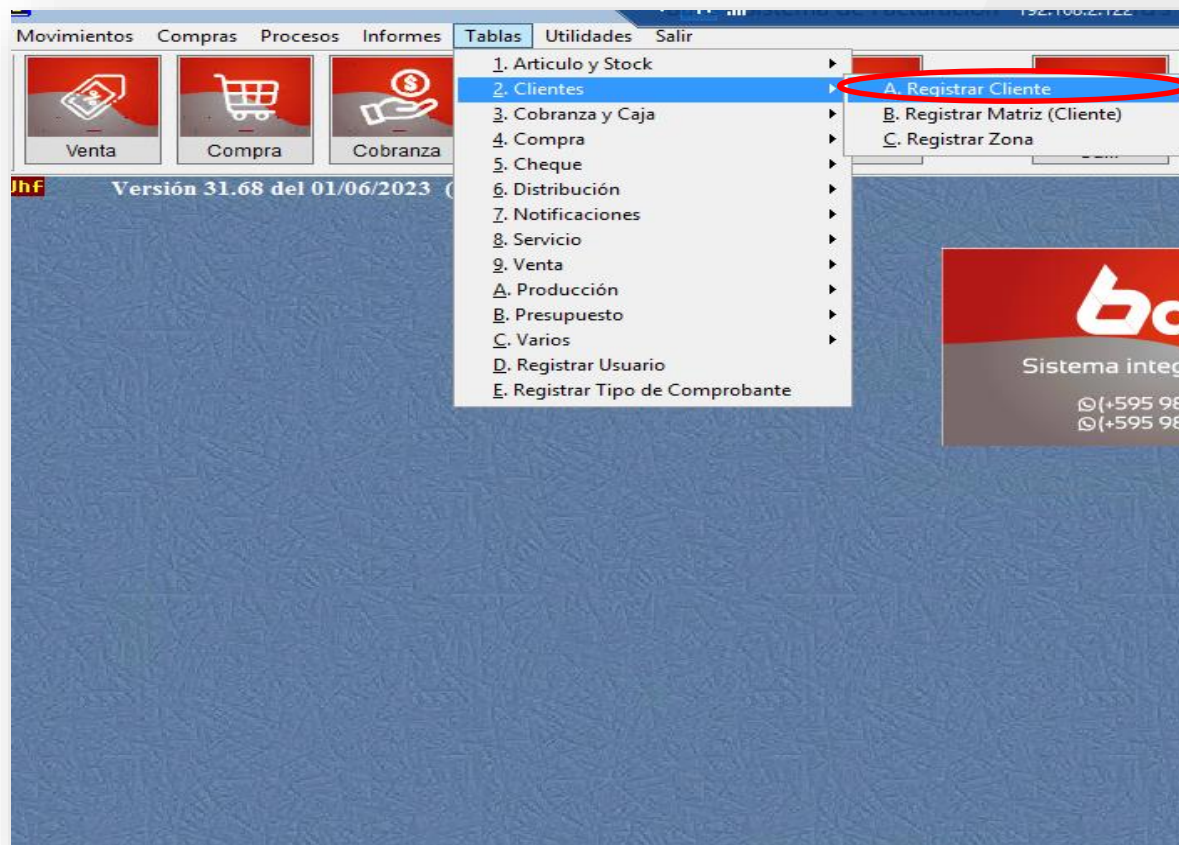 192.168.2.122
Movimientos Compras Procesos Informes Tablas Utilidades Salir
1. Articulo y Stock
2. Clientes
3. Cobranza y Caja
4. Compra
5. Cheque
6. Distribución
7. Notificaciones
8. Servicio
9. Venta
A. Producción
B. Presupuesto
C. Varios
D. Registrar Usuario
E. Registrar Tipo de Comprobante
A. Registrar Cliente
B. Registrar Matriz (Cliente)
C. Registrar Zona
Venta Compra Cobranza
Jhf Versión 31.68 del 01/06/2023 (
Sistema integ
(+595 98
(+595 98